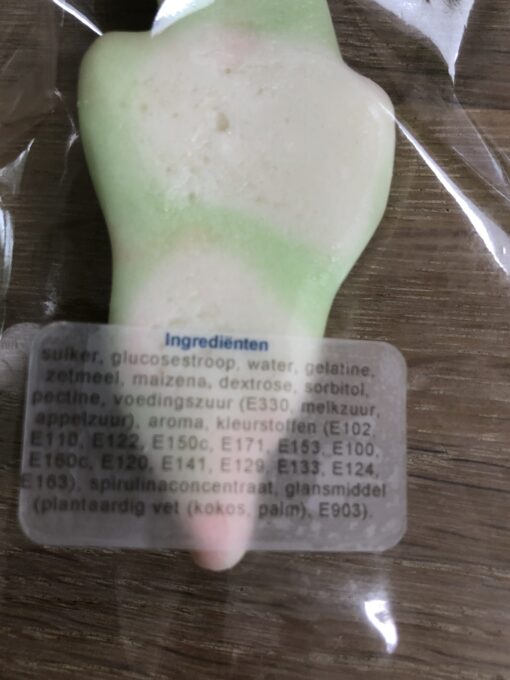 Ingrediënten
suiker, glucosestroop, water, gelatine,
zetmeel, maizena, dextrose, sorbitol,
pectine, voedingszuur (E330, melkzuur,
appelzuur), aroma, kleurstoffen (E102,
E110, E122, E150c, E171, E153, E100,
E160c, E120, E141, E129, E133, E124,
E163), spirulinaconcentraat, glansmiddel
(plantaardig vet (kokos, palm), E903).